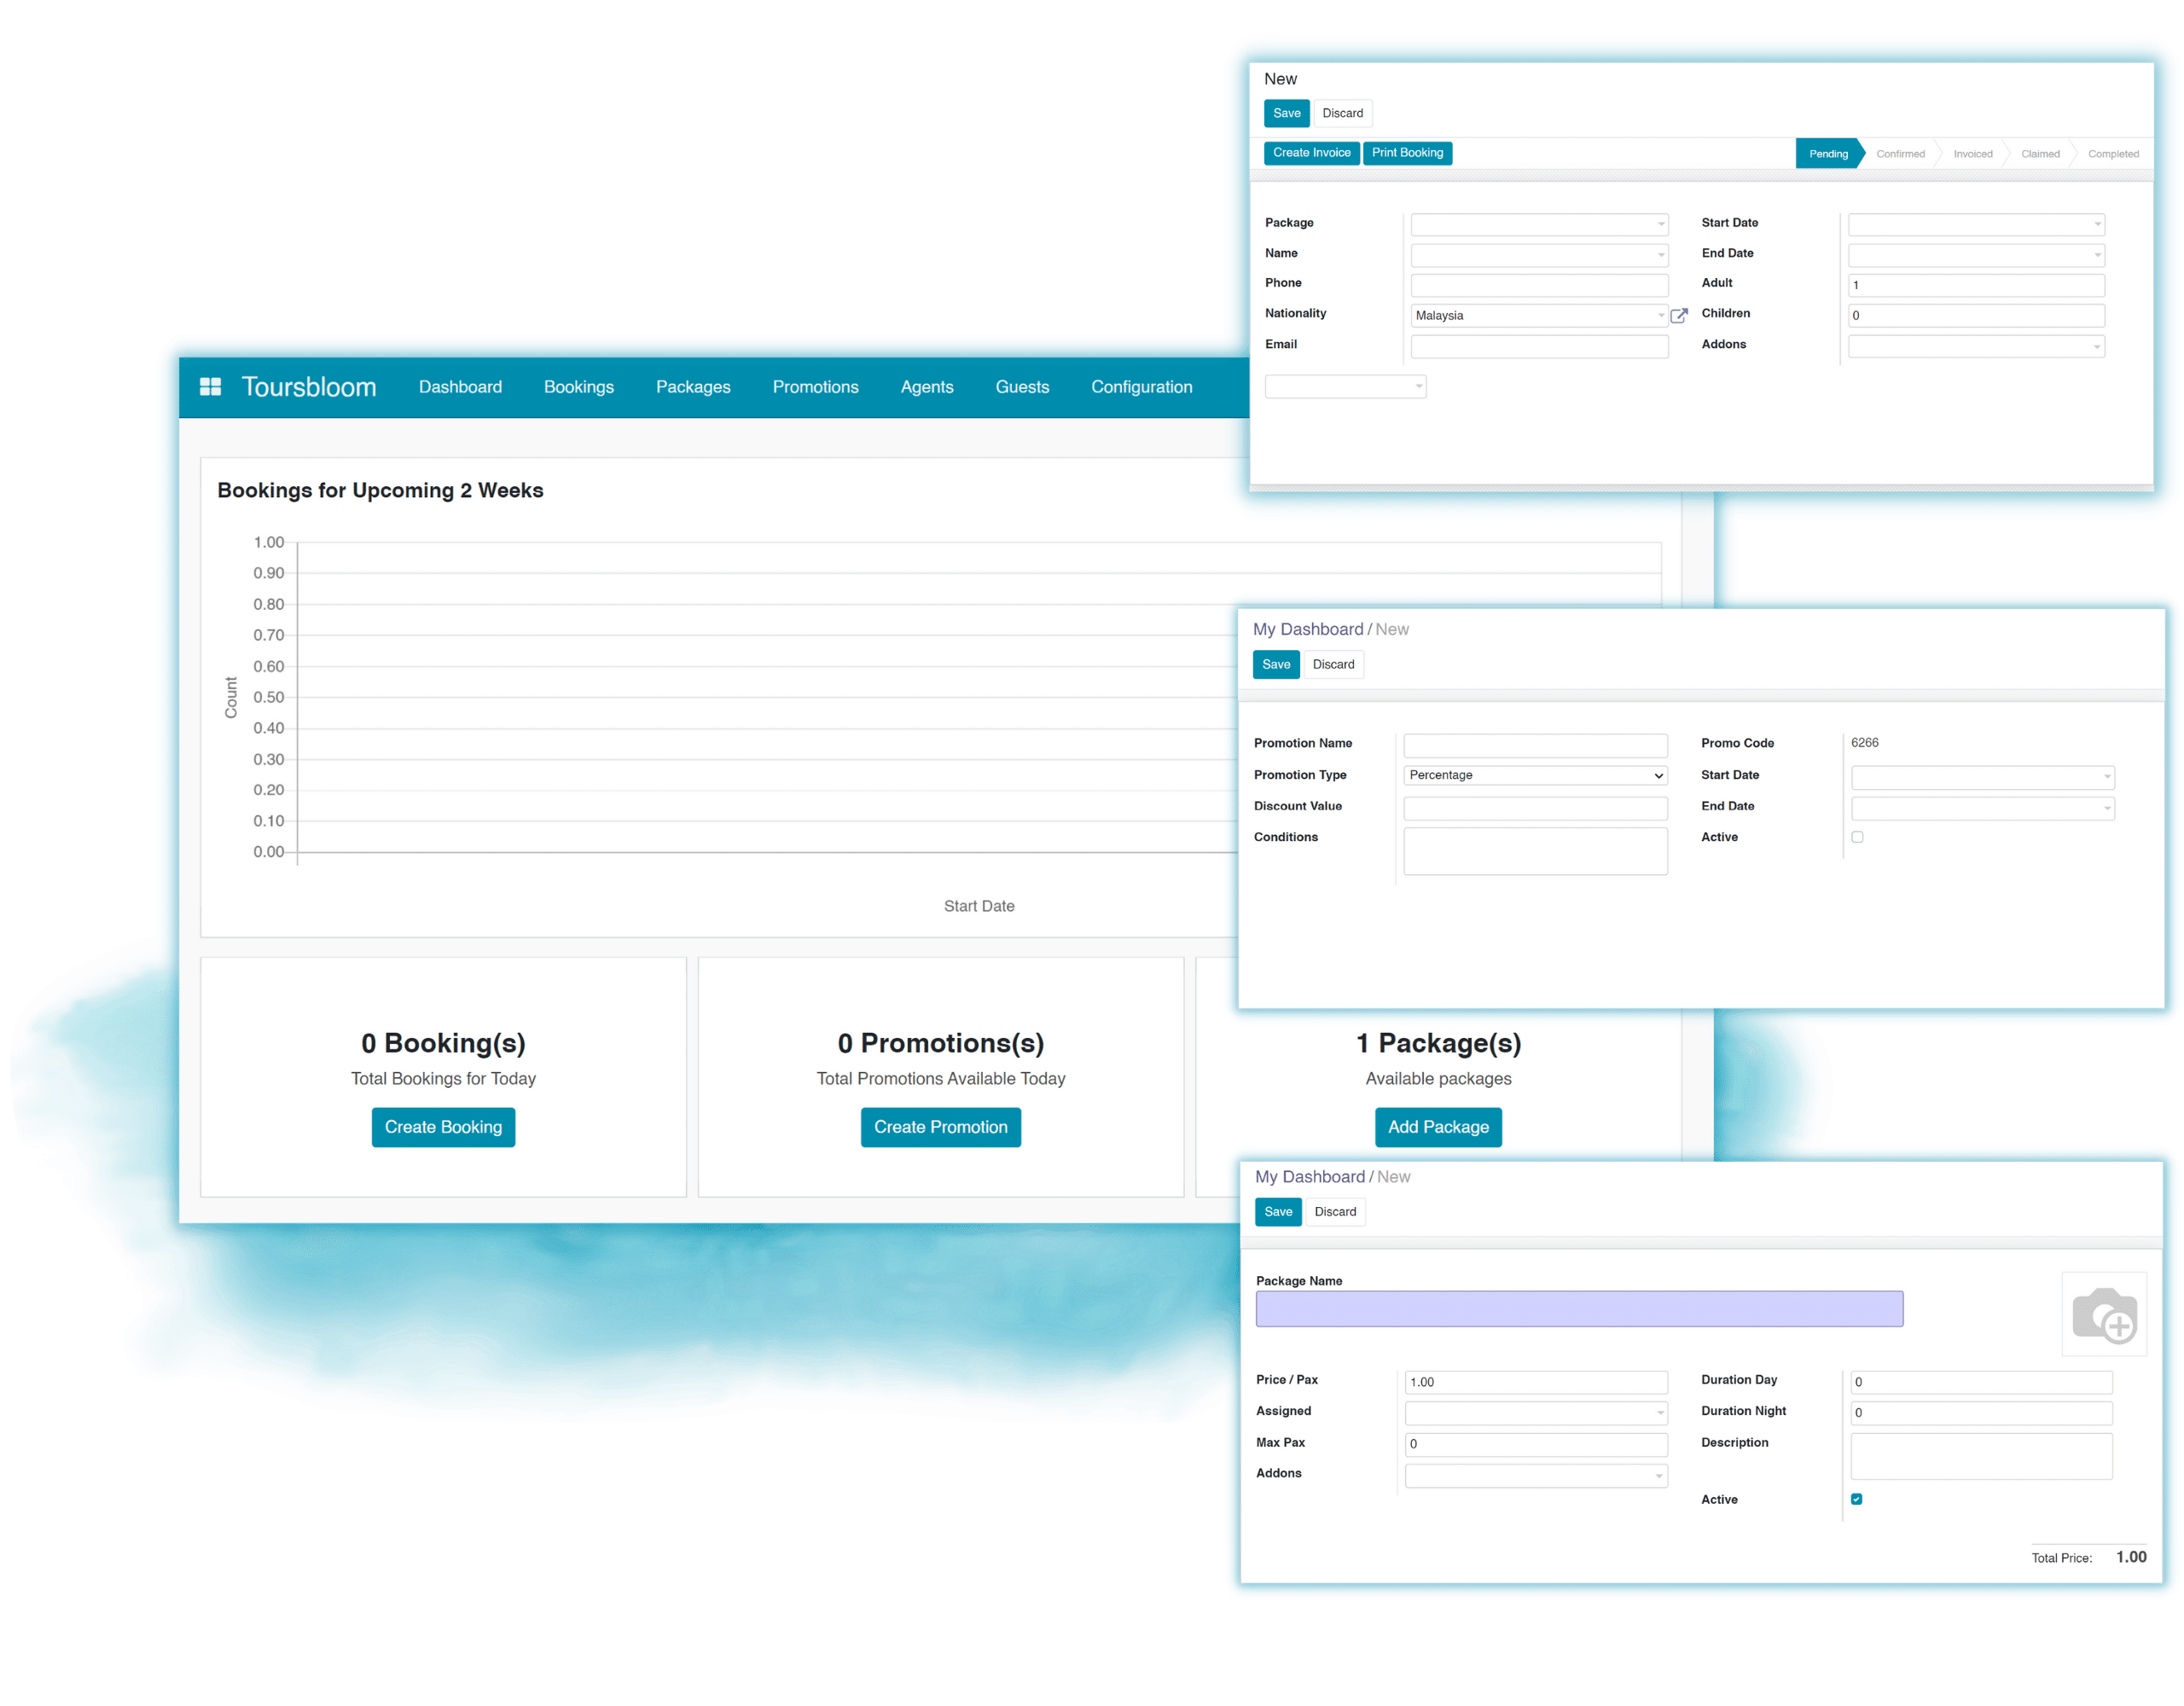 New
Save Discard
Create Invoice Print Booking Pending Confirmed Invoiced Claimed Completed
Package Start Date
Name End Date
Phone Adult 1
Nationality Malaysia Children 0
Email Addons
Toursbloom Dashboard Bookings Packages Promotions Agents Guests Configuration
Bookings for Upcoming 2 Weeks
1.00
0.90
0.80
0.70
0.60
0.50
0.40
0.30
0.20
0.10
0.00
Count
Start Date
My Dashboard / New
Save Discard
Promotion Name Promo Code 6266
Promotion Type Percentage Start Date
Discount Value End Date
Conditions Active
0 Booking(s)
Total Bookings for Today
Create Booking
0 Promotions(s)
Total Promotions Available Today
Create Promotion
1 Package(s)
Available packages
Add Package
My Dashboard / New
Save Discard
Package Name
Price / Pax 1.00 Duration Day 0
Assigned Duration Night 0
Max Pax 0 Description
Addons
Active
Total Price: 1.00